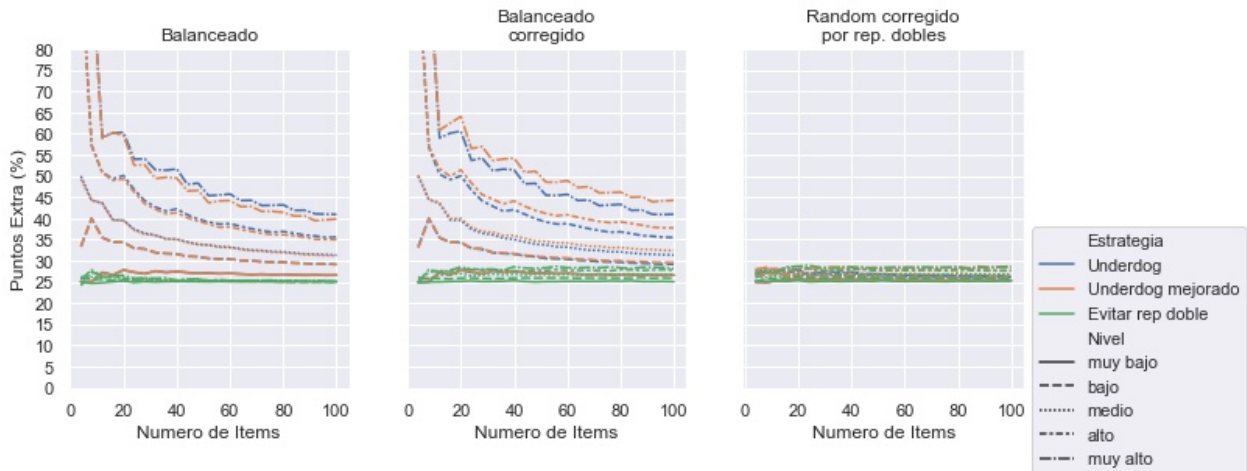 Balanceado
Balanceado
corregido
Random corregido
por rep. dobles
Puntos Extra (%)
80
75
70
65
60
55
50
45
40
35
30
25
20
15
10
5
0
0 20 40 60 80 100
0 20 40 60 80 100
0 20 40 60 80 100
Numero de Items
Numero de Items
Numero de Items
Estrategia
Underdog
Underdog mejorado
Evitar rep doble
Nivel
muy bajo
bajo
medio
alto
muy alto